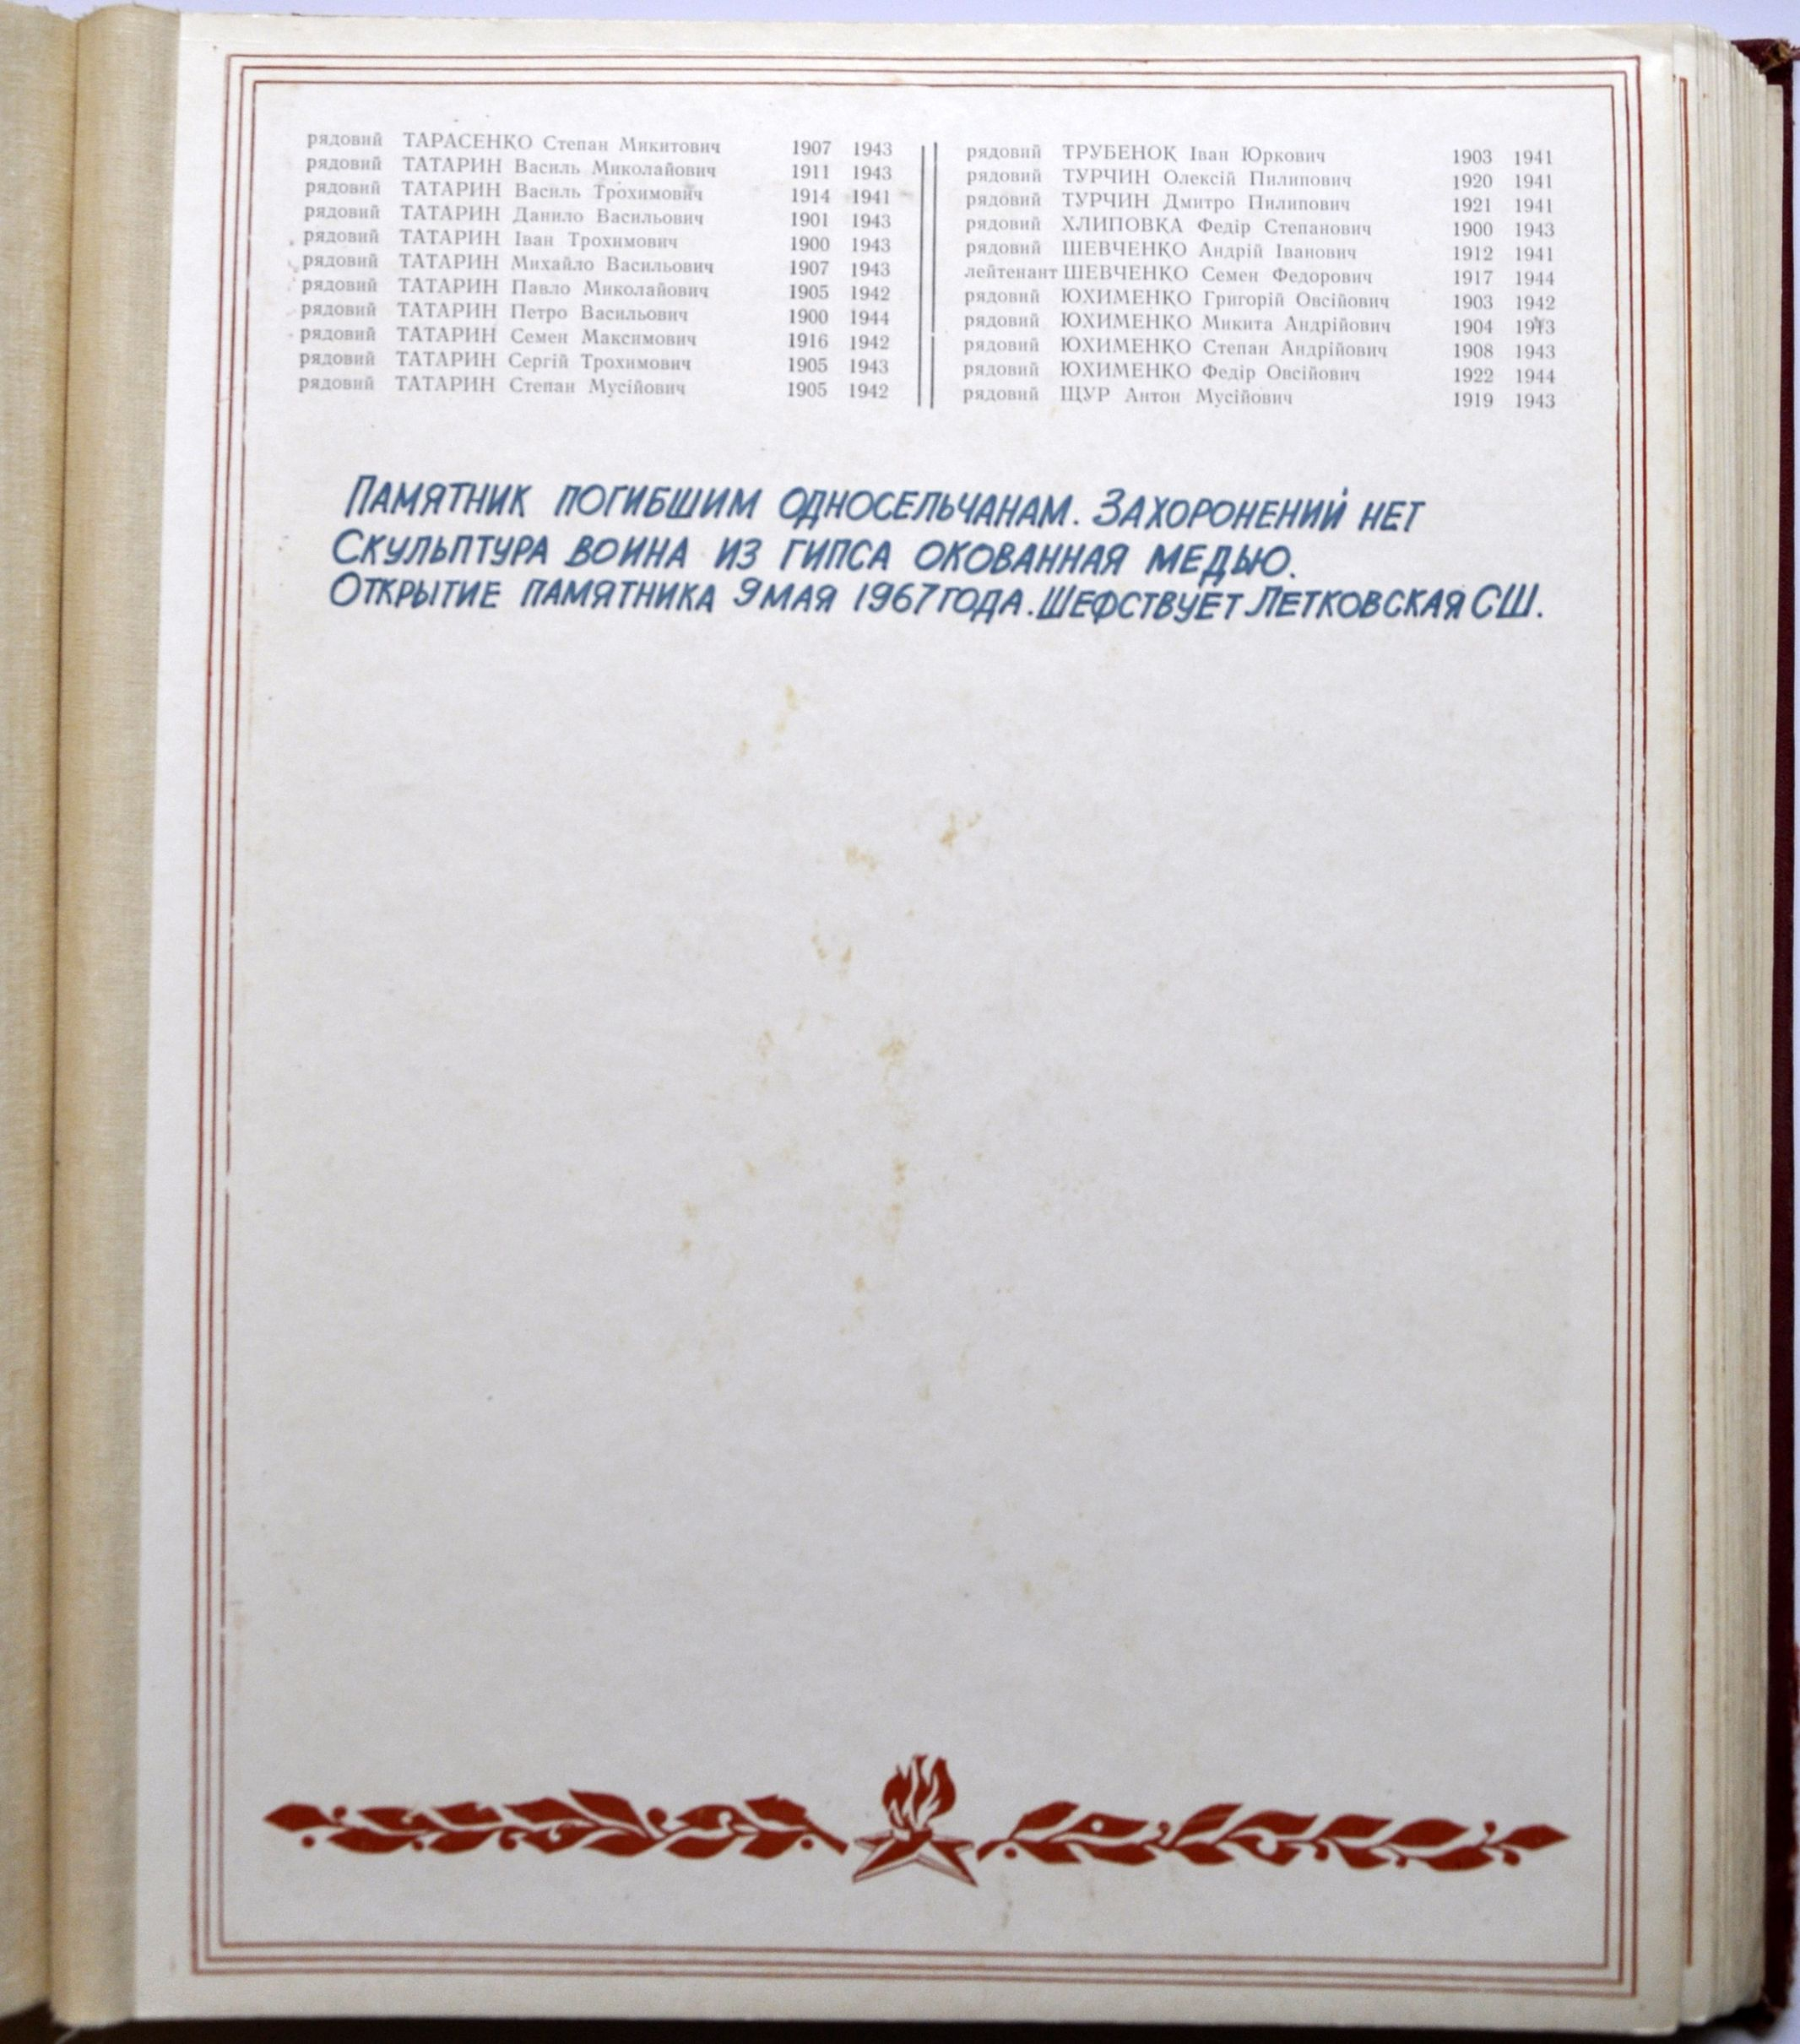 рядовий ТАРАСЕНКО Степан Микитович 1907 1943
рядовий ТАТАРИН Василь Миколайович 1911 1943
рядовий ТАТАРИН Василь Трохимович 1914 1941
рядовий ТАТАРИН Данило Васильович 1901 1943
рядовий ТАТАРИН Іван Трохимович 1900 1943
рядовий ТАТАРИН Михайло Васильович 1907 1943
рядовий ТАТАРИН Павло Миколайович 1905 1942
рядовий ТАТАРИН Петро Васильович 1900 1944
рядовий ТАТАРИН Семен Максимович 1916 1942
рядовий ТАТАРИН Сергій Трохимович 1905 1943
рядовий ТАТАРИН Степан Мусійович 1905 1942
рядовий ТРУБЕНОК Іван Юркович 1903 1941
рядовий ТУРЧИН Олексій Пилипович 1920 1941
рядовий ТУРЧИН Дмитро Пилипович 1921 1941
рядовий ХЛИПОВКА Федір Степанович 1900 1943
рядовий ШЕВЧЕНКО Андрій Іванович 1912 1941
лейтенант ШЕВЧЕНКО Семен Федорович 1917 1944
рядовий ЮХИМЕНКО Григорій Овсійович 1903 1942
рядовий ЮХИМЕНКО Микита Андрійович 1904 1943
рядовий ЮХИМЕНКО Степан Андрійович 1908 1943
рядовий ЮХИМЕНКО Федір Овсійович 1922 1944
рядовий ЩУР Антон Мусійович 1919 1943
ПАМЯТНИК ПОГИБШИМ ОДНОСЕЛЬЧАНАМ. ЗАХОРОНЕНИЙ НЕТ
СКУЛЬПТУРА ВОИНА ИЗ ГИПСА ОКОВАННАЯ МЕДЬЮ.
ОТКРЫТИЕ ПАМЯТНИКА 9 МАЯ 1967 ГОДА. ШЕФСТВУЕТ ЛЕТКОВСКАЯ СШ.